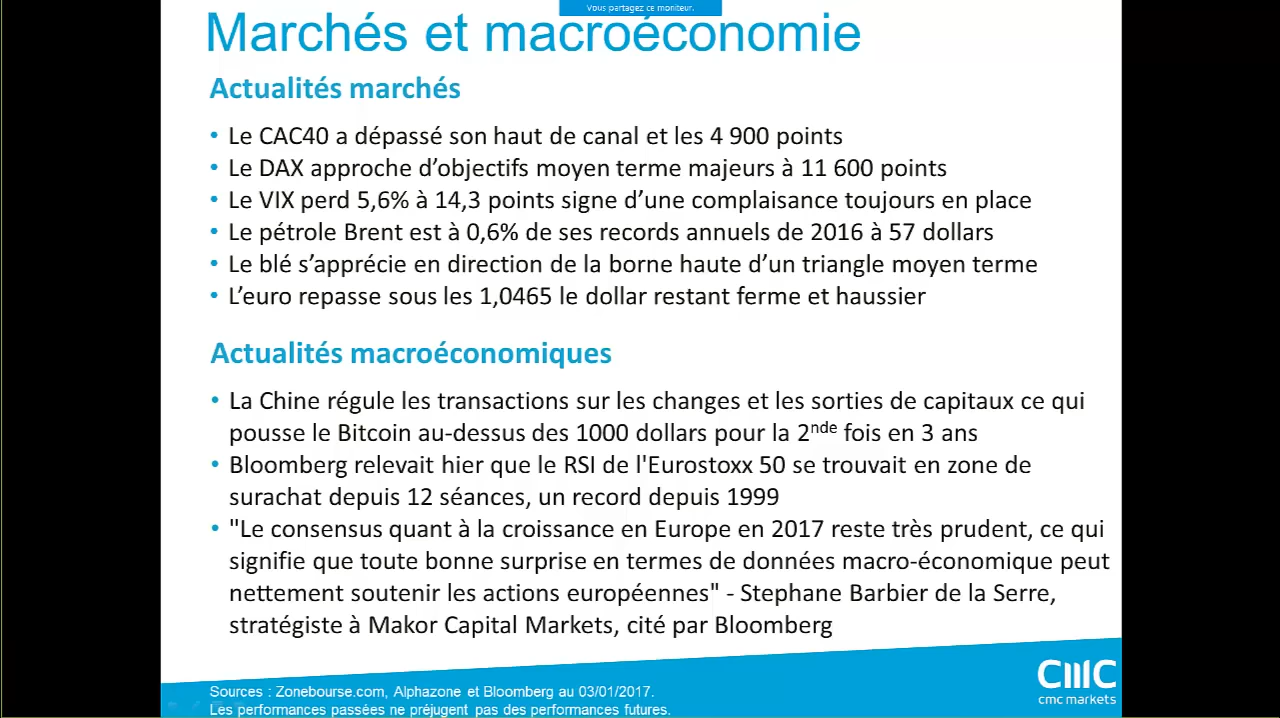 Vous partagez ce moniteur.
Marchés et macroéconomie
Actualités marchés
• Le CAC40 a dépassé son haut de canal et les 4 900 points
• Le DAX approche d’objectifs moyen terme majeurs à 11 600 points
• Le VIX perd 5,6% à 14,3 points signe d’une complaisance toujours en place
• Le pétrole Brent est à 0,6% de ses records annuels de 2016 à 57 dollars
• Le blé s’apprécie en direction de la borne haute d’un triangle moyen terme
• L’euro repasse sous les 1,0465 le dollar restant ferme et haussier
Actualités macroéconomiques
• La Chine régule les transactions sur les changes et les sorties de capitaux ce qui
pousse le Bitcoin au-dessus des 1000 dollars pour la 2nde fois en 3 ans
• Bloomberg relevait hier que le RSI de l'Eurostoxx 50 se trouvait en zone de
surachat depuis 12 séances, un record depuis 1999
• "Le consensus quant à la croissance en Europe en 2017 reste très prudent, ce qui
signifie que toute bonne surprise en termes de données macro-économique peut
nettement soutenir les actions européennes" - Stephane Barbier de la Serre,
stratégiste à Makor Capital Markets, cité par Bloomberg
CMC
cmc markets
Sources : Zonebourse.com, Alphazone et Bloomberg au 03/01/2017.
Les performances passées ne préjugent pas des performances futures.